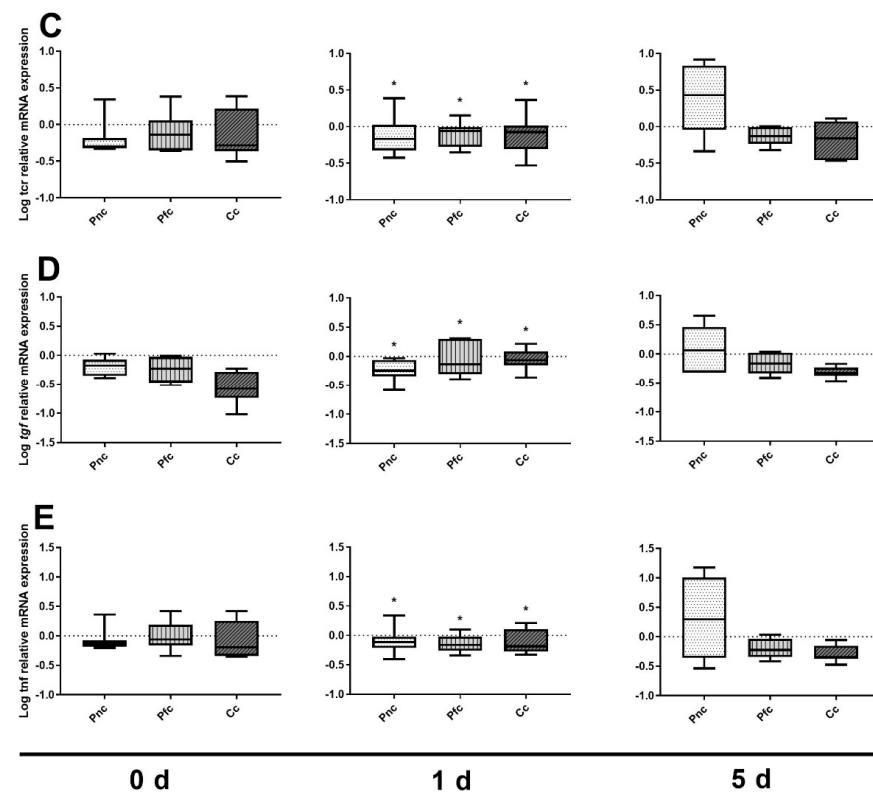 C
Log tcr relative mRNA expression
1.0
0.5
0.0
-0.5
-1.0
Pnc
Pfc
Cc
1.0
0.5
0.0
-0.5
-1.0
*
*
*
Pnc
Pfc
Cc
1.0
0.5
0.0
-0.5
-1.0
Pnc
Pfc
Cc
D
Log tgf relative mRNA expression
1.0
0.5
0.0
-0.5
-1.0
-1.5
Pnc
Pfc
Cc
1.0
0.5
0.0
-0.5
-1.0
-1.5
*
*
*
Pnc
Pfc
Cc
1.0
0.5
0.0
-0.5
-1.0
-1.5
Pnc
Pfc
Cc
E
Log tnf relative mRNA expression
1.5
1.0
0.5
0.0
-0.5
-1.0
Pnc
Pfc
Cc
1.5
1.0
0.5
0.0
-0.5
-1.0
*
*
*
Pnc
Pfc
Cc
1.5
1.0
0.5
0.0
-0.5
-1.0
Pnc
Pfc
Cc
0 d
1 d
5 d